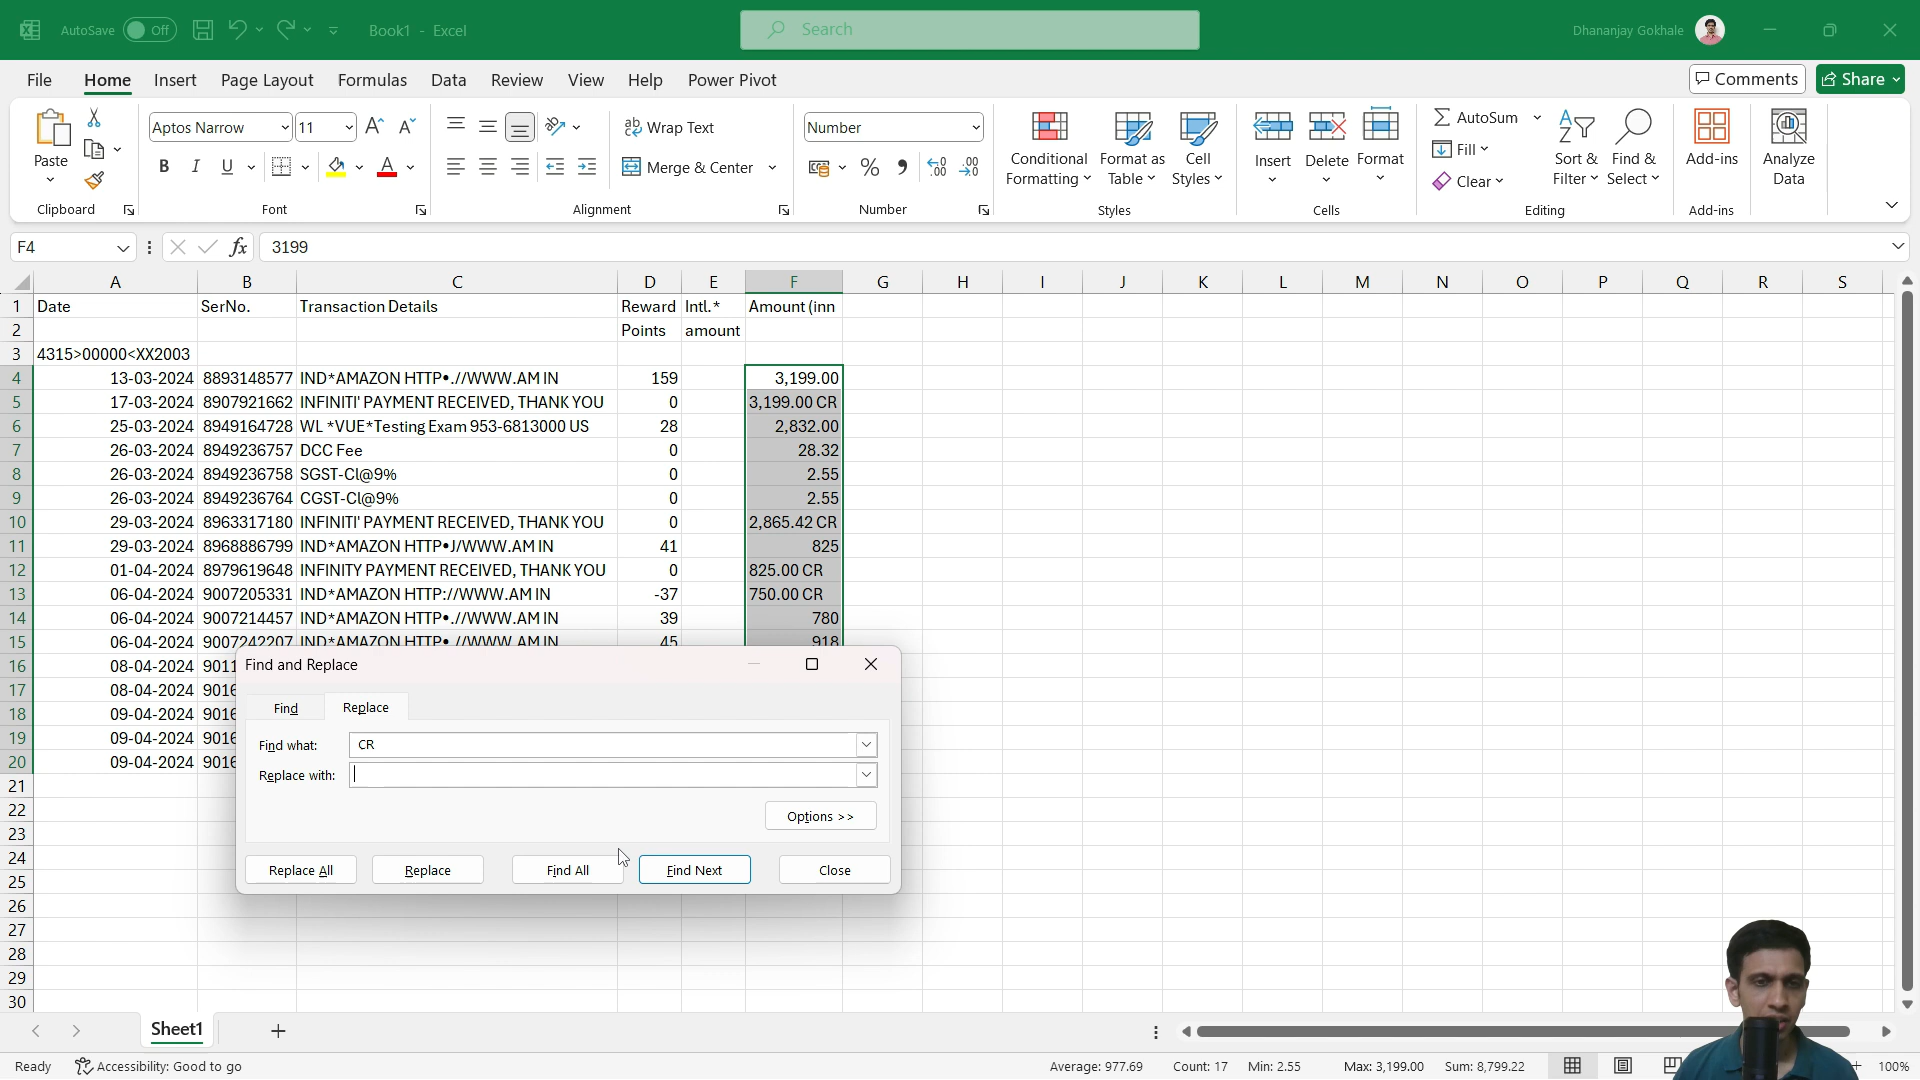 AutoSave Off Book1 - Excel Search Dhananjay Gokhale
File Home Insert Page Layout Formulas Data Review View Help Power Pivot Comments Share
Paste Aptos Narrow 11 Wrap Text Number Conditional Formatting Format as Table Cell Styles Insert Delete Format AutoSum Fill Clear Sort & Filter Find & Select Add-ins Analyze Data
B I U Merge & Center % 9
Clipboard Font Alignment Number Styles Cells Editing Add-ins
F4 fx 3199
A B C D E F G H I J K L M N O P Q R S
1 Date SerNo. Transaction Details Reward Intl.* Amount (inn
2 Points amount
3 4315>00000<XX2003
4 13-03-2024 8893148577 IND*AMAZON HTTP•.//WWW.AM IN 159 3,199.00
5 17-03-2024 8907921662 INFINITI' PAYMENT RECEIVED, THANK YOU 0 3,199.00 CR
6 25-03-2024 8949164728 WL *VUE*Testing Exam 953-6813000 US 28 2,832.00
7 26-03-2024 8949236757 DCC Fee 0 28.32
8 26-03-2024 8949236758 SGST-Cl@9% 0 2.55
9 26-03-2024 8949236764 CGST-Cl@9% 0 2.55
10 29-03-2024 8963317180 INFINITI' PAYMENT RECEIVED, THANK YOU 0 2,865.42 CR
11 29-03-2024 8968886799 IND*AMAZON HTTP•J/WWW.AM IN 41 825
12 01-04-2024 8979619648 INFINITY PAYMENT RECEIVED, THANK YOU 0 825.00 CR
13 06-04-2024 9007205331 IND*AMAZON HTTP://WWW.AM IN -37 750.00 CR
14 06-04-2024 9007214457 IND*AMAZON HTTP•.//WWW.AM IN 39 780
15 06-04-2024 9007242207 IND*AMAZON HTTP•.//WWW.AM IN 45 918
16 08-04-2024 9011
17 08-04-2024 9016
18 09-04-2024 9016
19 09-04-2024 9016
20 09-04-2024 9016
21
22
23
24
25
26
27
28
29
30
Find and Replace
Find Replace
Find what: CR
Replace with:
Options >>
Replace All Replace Find All Find Next Close
Sheet1
Ready Accessibility: Good to go Average: 977.69 Count: 17 Min: 2.55 Max: 3,199.00 Sum: 8,799.22 100%